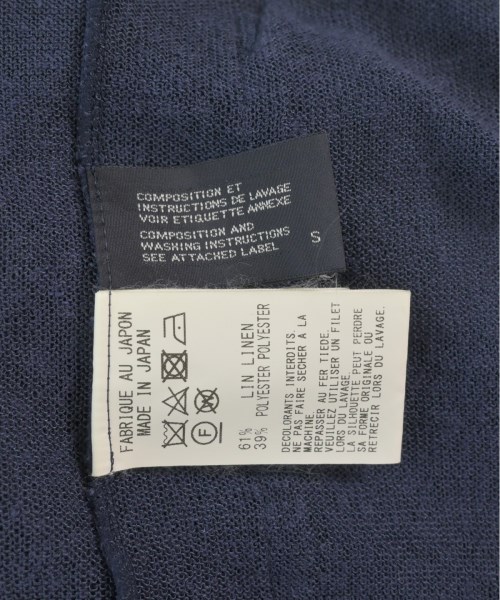 COMPOSITION ET
INSTRUCTIONS DE LAVAGE
VOIR ETIQUETTE ANNEXE
COMPOSITION AND
WASHING INSTRUCTIONS
SEE ATTACHED LABEL
S
FABRIQUE AU JAPON
MADE IN JAPAN
F
61% LIN LINEN
39% POLYESTER POLYESTER
DECOLORANTS INTERDITS.
NE PAS FAIRE SECHER A LA
MACHINE.
REPASSER AU FER TIEDE.
VEUILLEZ UTILISER UN FILET
LORS DU LAVAGE.
LA SILHOUETTE PEUT PERDRE
SA FORME ORIGINALE OU
RETRECIR LORS DU LAVAGE.